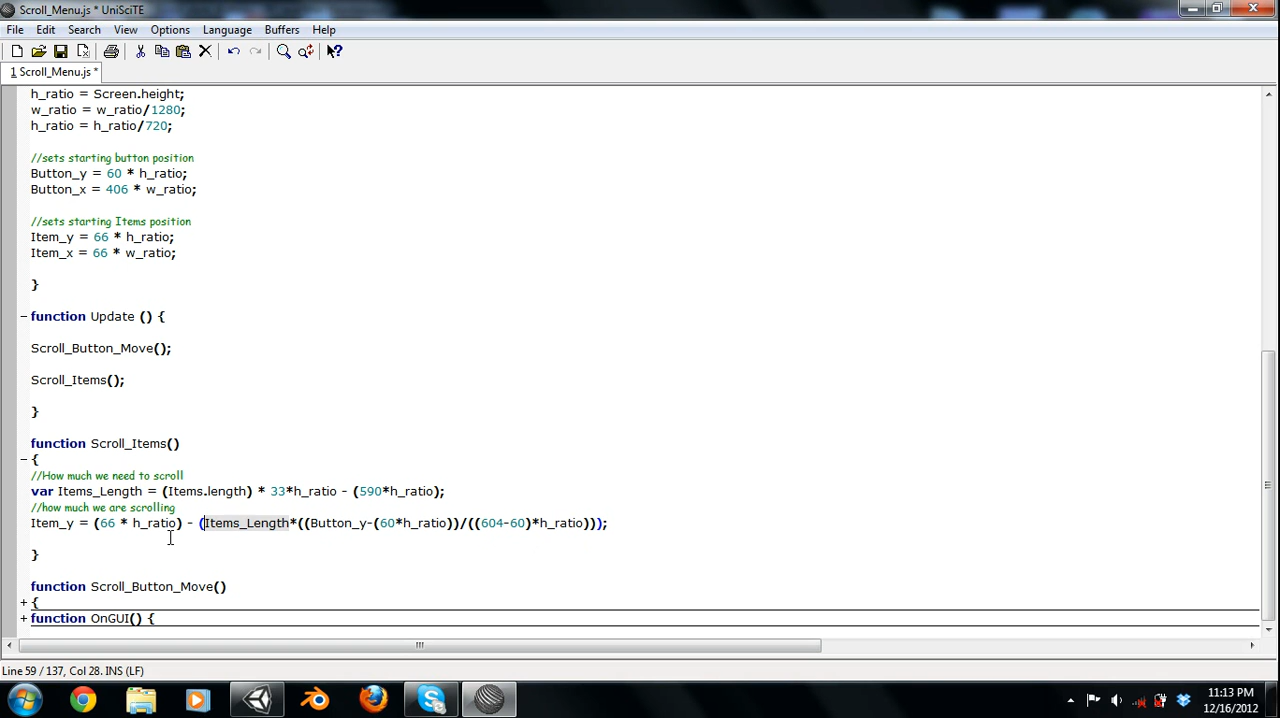 Scroll_Menu.js * UniSciTE
File Edit Search View Options Language Buffers Help
1 Scroll_Menu.js *
h_ratio = Screen.height;
w_ratio = w_ratio/1280;
h_ratio = h_ratio/720;
//sets starting button position
Button_y = 60 * h_ratio;
Button_x = 406 * w_ratio;
//sets starting Items position
Item_y = 66 * h_ratio;
Item_x = 66 * w_ratio;
}
function Update () {
Scroll_Button_Move();
Scroll_Items();
}
function Scroll_Items()
{
//How much we need to scroll
var Items_Length = (Items.length) * 33*h_ratio - (590*h_ratio);
//how much we are scrolling
Item_y = (66 * h_ratio) - (Items_Length*((Button_y-(60*h_ratio))/((604-60)*h_ratio)));
}
function Scroll_Button_Move()
{
function OnGUI() {
Line 59 / 137, Col 28. INS (LF)
11:13 PM
12/16/2012